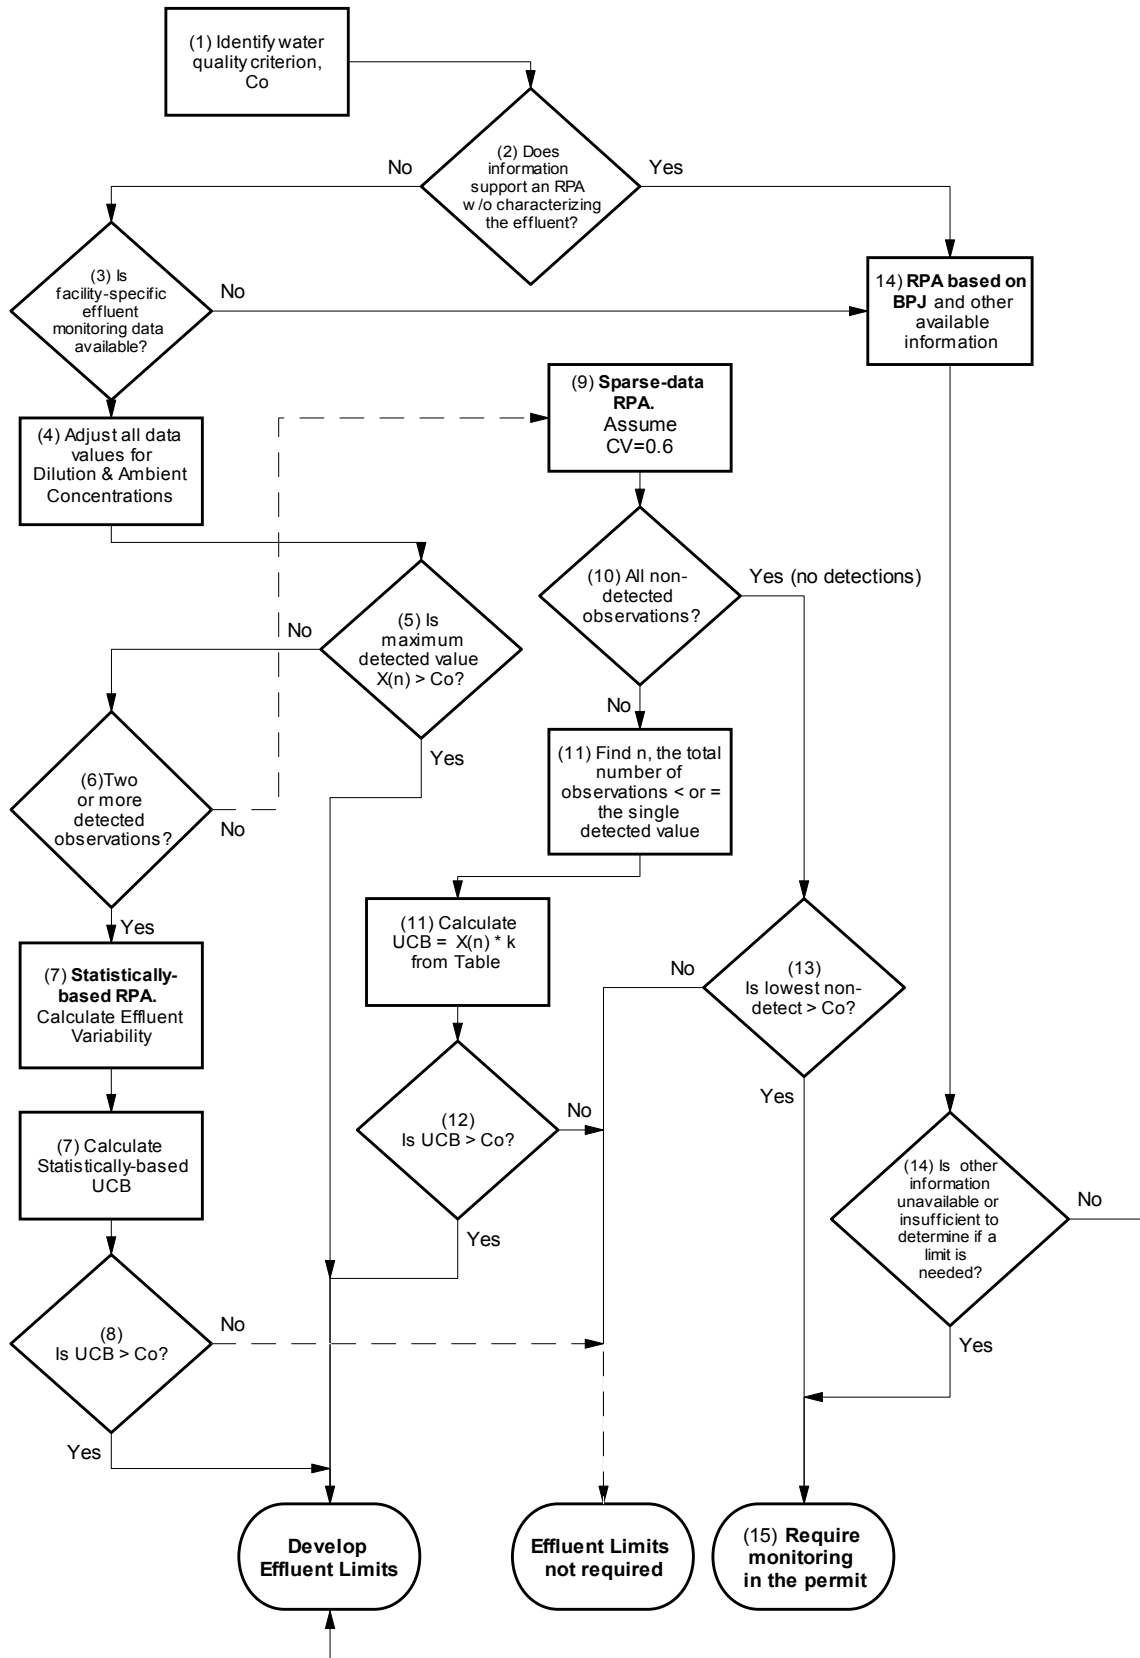 (1) Identify water
quality criterion,
Co
(2) Does
information
support an RPA
w/o characterizing
the effluent?
No
Yes
(3) Is
facility-specific
effluent
monitoring data
available?
No
14) RPA based on
BPJ and other
available
information
(9) Sparse-data
RPA.
Assume
CV=0.6
(4) Adjust all data
values for
Dilution & Ambient
Concentrations
(10) All non-
detected
observations?
Yes (no detections)
No
(5) Is
maximum
detected value
X(n) > Co?
No
Yes
(6)Two
or more
detected
observations?
No
Yes
(11) Find n, the total
number of
observations < or =
the single
detected value
(11) Calculate
UCB = X(n) * k
from Table
(7) Statistically-
based RPA.
Calculate Effluent
Variability
No
(13)
Is lowest non-
detect > Co?
Yes
(12)
Is UCB > Co?
No
Yes
(7) Calculate
Statistically-based
UCB
(14) Is other
information
unavailable or
insufficient to
determine if a
limit is
needed?
No
Yes
(8)
Is UCB > Co?
No
Yes
Develop
Effluent Limits
Effluent Limits
not required
(15) Require
monitoring
in the permit